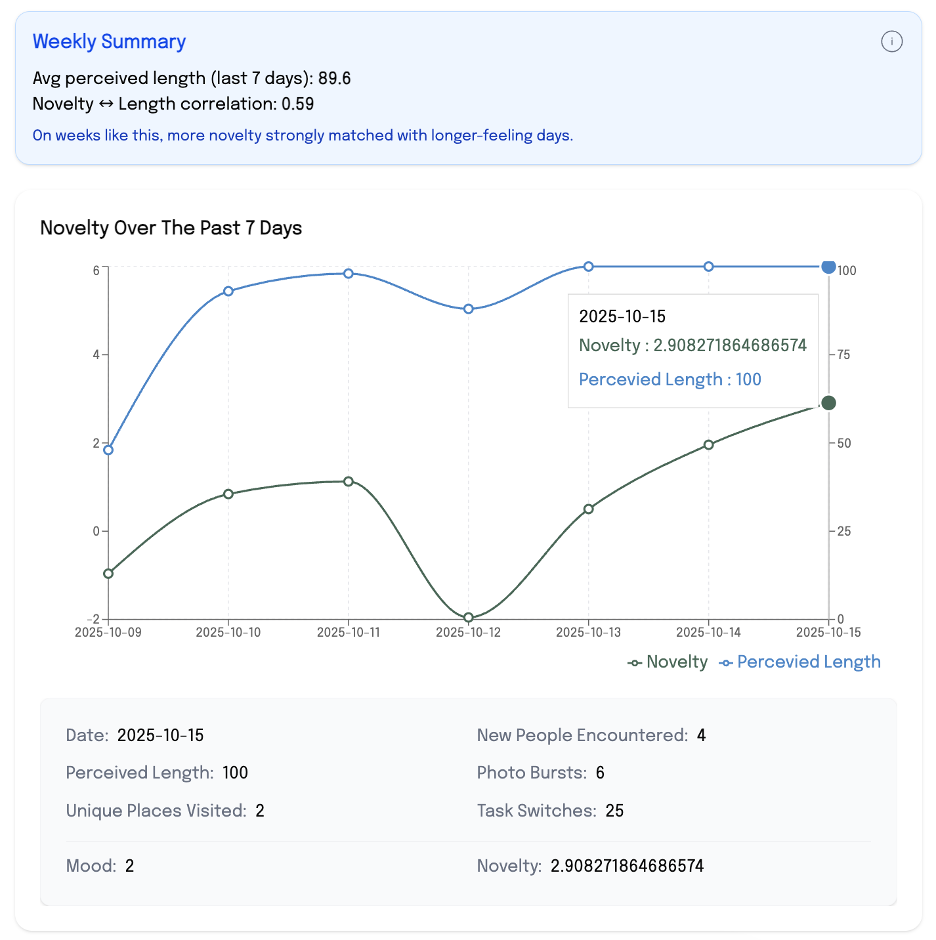 Weekly Summary
i
Avg perceived length (last 7 days): 89.6
Novelty ↔ Length correlation: 0.59
On weeks like this, more novelty strongly matched with longer-feeling days.
Novelty Over The Past 7 Days
6
4
2
0
-2
100
75
50
25
0
2025-10-15
Novelty : 2.908271864686574
Percevied Length : 100
2025-10-09
2025-10-10
2025-10-11
2025-10-12
2025-10-13
2025-10-14
2025-10-15
Novelty
Percevied Length
Date: 2025-10-15
New People Encountered: 4
Perceived Length: 100
Photo Bursts: 6
Unique Places Visited: 2
Task Switches: 25
Mood: 2
Novelty: 2.908271864686574